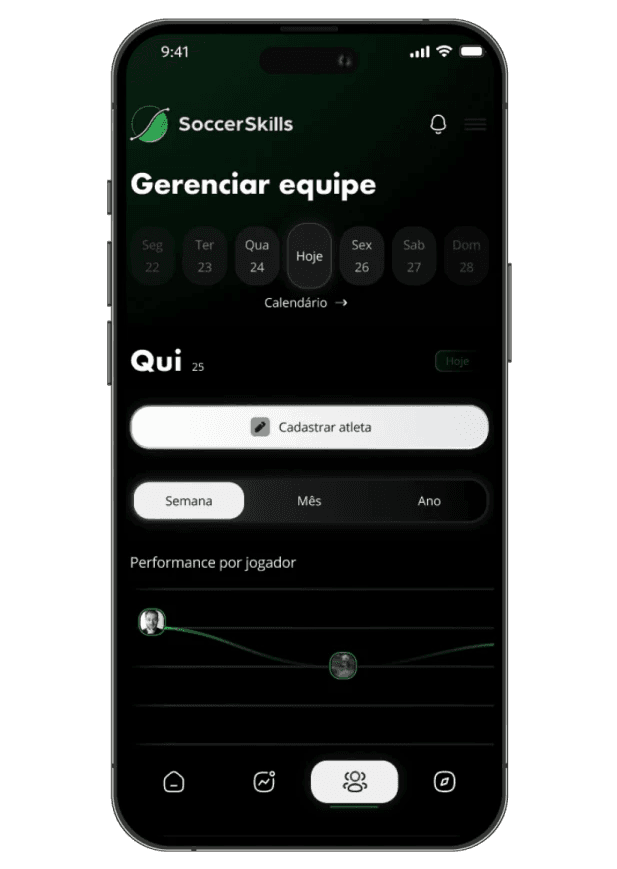 9:41
SoccerSkills
Gerenciar equipe
Seg Ter Qua Hoje Sex Sab Dom
22 23 24 26 27 28
Calendário →
Qui 25 Hoje
Cadastrar atleta
Semana Mês Ano
Performance por jogador